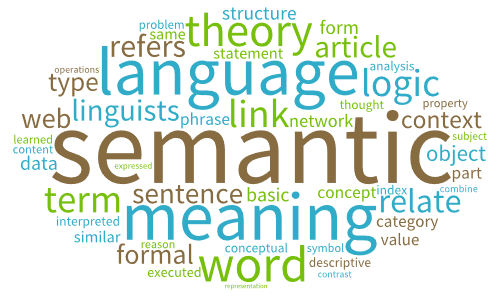 structure
problem theory form
same
refers statement article
operations language analysis
type logic
thought property
web linguists phrase link network context
learned semantic subject
content object
data expressed part
term sentence basic concept index relate combine
interpreted meaning category
similar reason conceptual symbol value
formal word descriptive
executed contrast
representation